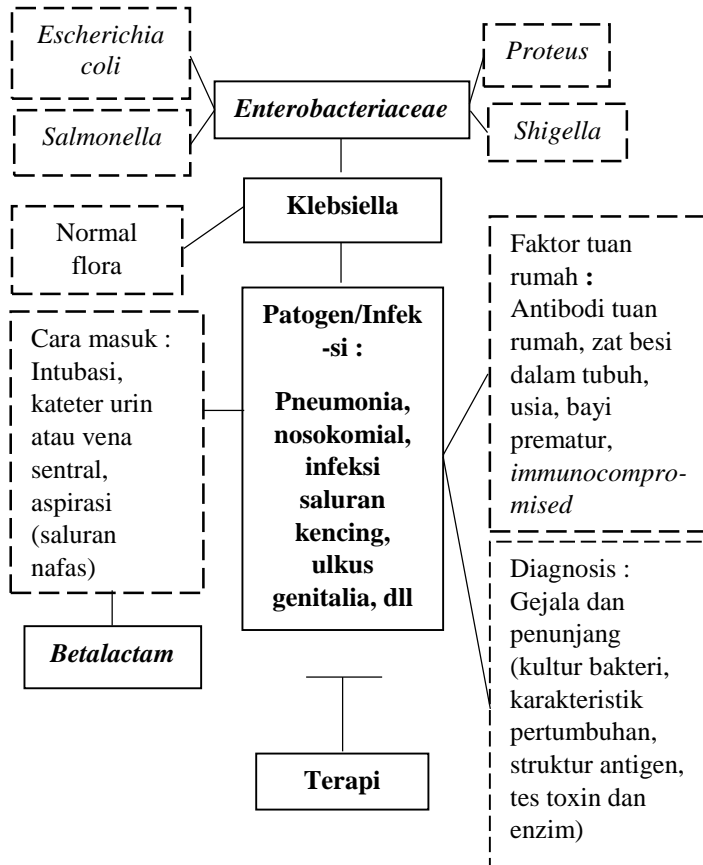 Escherichia
coli
Proteus
Enterobacteriaceae
Salmonella
Shigella
Klebsiella
Normal
flora
Faktor tuan
rumah :
Antibodi tuan
rumah, zat besi
dalam tubuh,
usia, bayi
prematur,
immunocompro-
mised
Patogen/Infek
-si :
Pneumonia,
nosokomial,
infeksi
saluran
kencing,
ulkus
genitalia, dll
Cara masuk :
Intubasi,
kateter urin
atau vena
sentral,
aspirasi
(saluran
nafas)
Diagnosis :
Gejala dan
penunjang
(kultur bakteri,
karakteristik
pertumbuhan,
struktur antigen,
tes toxin dan
enzim)
Betalactam
Terapi